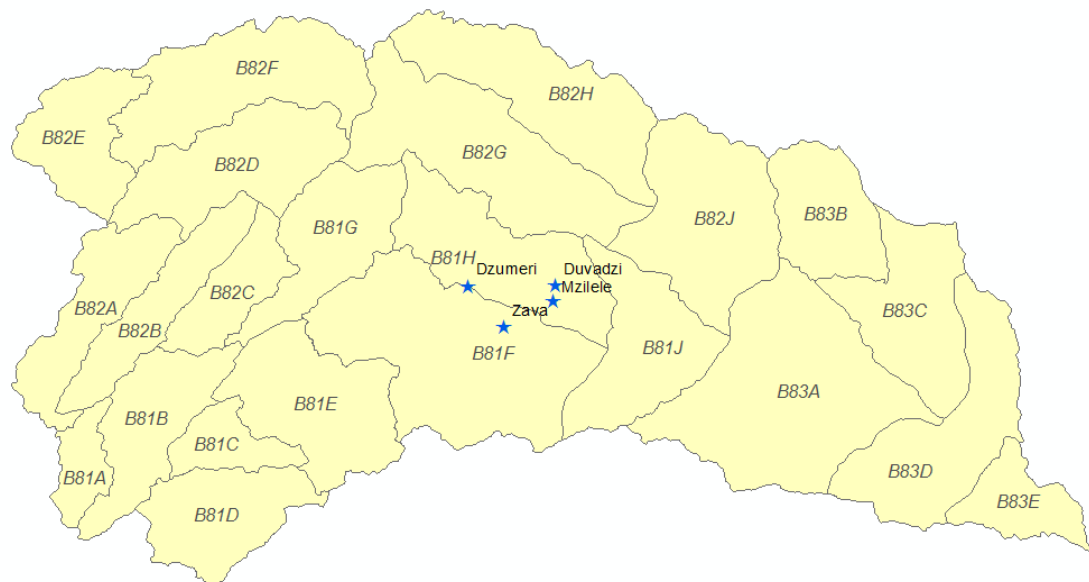 B82F
B82H
B82E
B82G
B82D
B83B
B82J
B81G
B81H
Dzumeri
Duvadzi
Mzilele
B82C
B82A
Zava
B83C
B82B
B81F
B81J
B83A
B81E
B81B
B81C
B81A
B83D
B83E
B81D